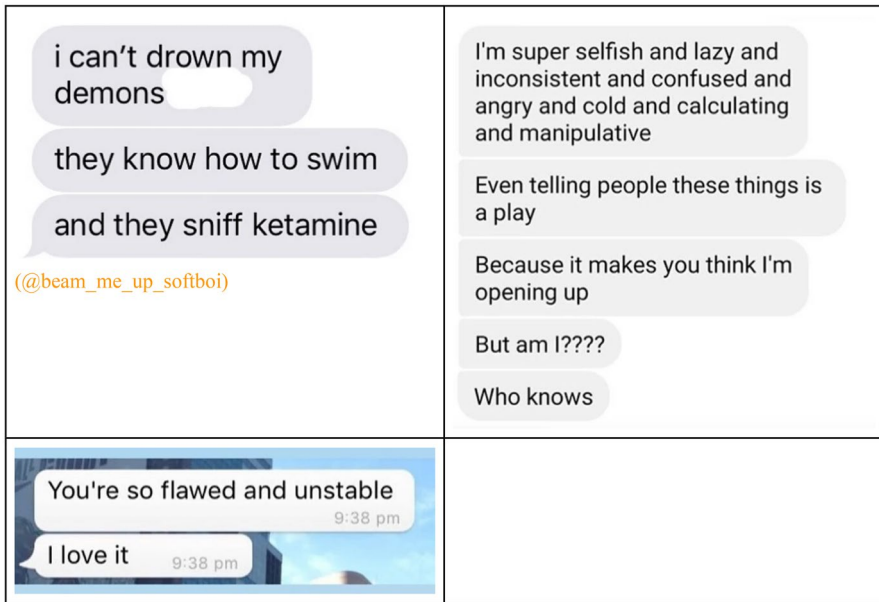 i can't drown my
demons
they know how to swim
and they sniff ketamine
(@beam_me_up_softboi)
I'm super selfish and lazy and
inconsistent and confused and
angry and cold and calculating
and manipulative
Even telling people these things is
a play
Because it makes you think I'm
opening up
But am I????
Who knows
You're so flawed and unstable
9:38 pm
I love it 9:38 pm